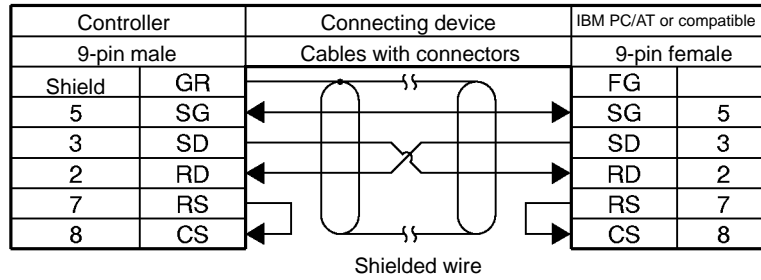 Controller Connecting device IBM PC/AT or compatible
9-pin male Cables with connectors 9-pin female
Shield GR FG
5 SG SG 5
3 SD SD 3
2 RD RD 2
7 RS RS 7
8 CS CS 8
Shielded wire